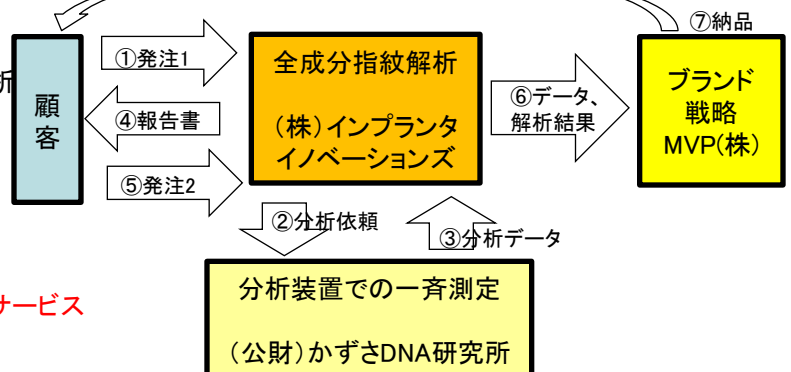 ⑦納品
①発注1
全成分指紋解析
析
顧
客
④報告書
(株)インプランタ
イノベーションズ
⑥データ、
解析結果
ブランド
戦略
MVP(株)
⑤発注2
②分析依頼
③分析データ
分析装置での一斉測定
サービス
(公財)かずさDNA研究所